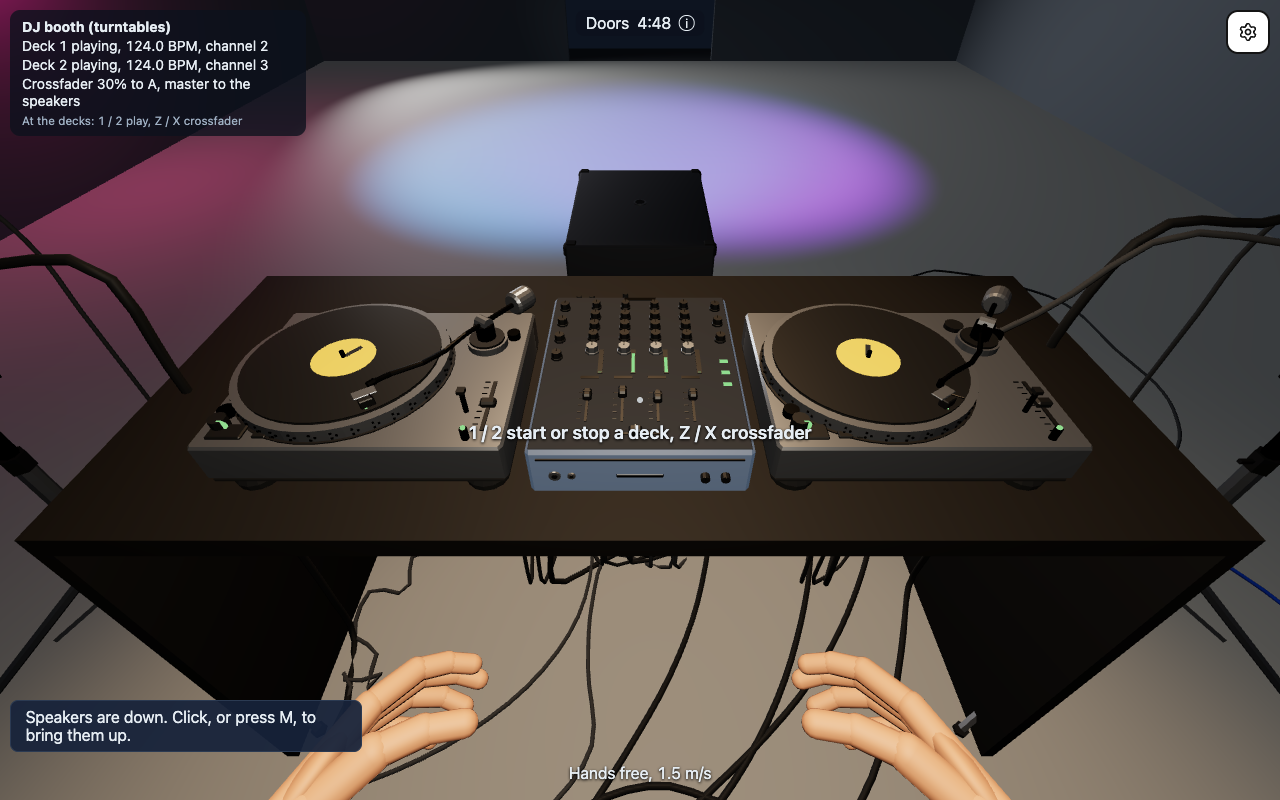 DJ booth (turntables)
Deck 1 playing, 124.0 BPM, channel 2
Deck 2 playing, 124.0 BPM, channel 3
Crossfader 30% to A, master to the
speakers
At the decks: 1 / 2 play, Z / X crossfader
Doors 4:48 ⓘ
1 / 2 start or stop a deck, Z / X crossfader
Speakers are down. Click, or press M, to
bring them up.
Hands free, 1.5 m/s